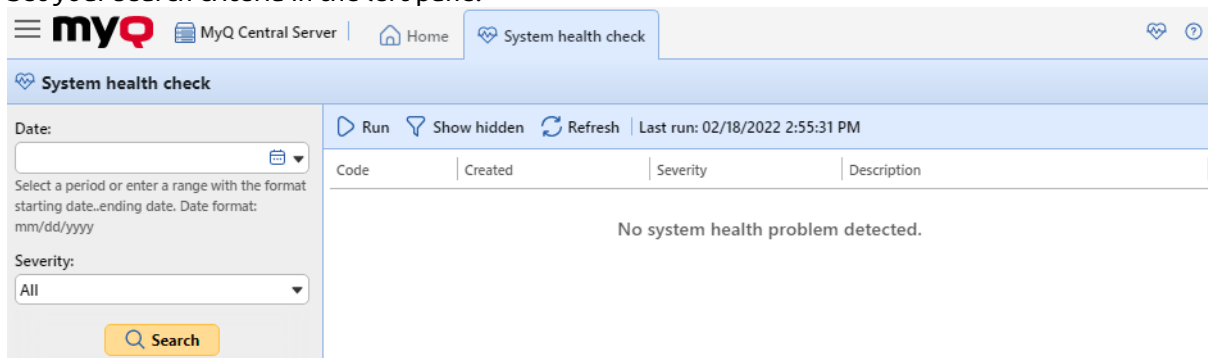 myQ MyQ Central Server Home System health check
System health check
Date:
Select a period or enter a range with the format
starting date..ending date. Date format:
mm/dd/yyyy
Severity:
All
Search
Run Show hidden Refresh Last run: 02/18/2022 2:55:31 PM
Code Created Severity Description
No system health problem detected.